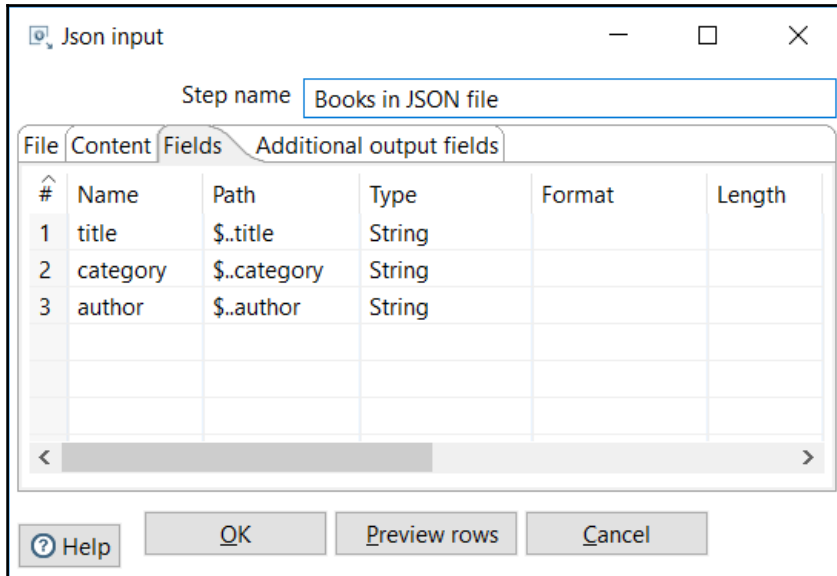 Json input
Step name Books in JSON file
File Content Fields Additional output fields
# Name Path Type Format Length
1 title $..title String
2 category $..category String
3 author $..author String
Help OK Preview rows Cancel